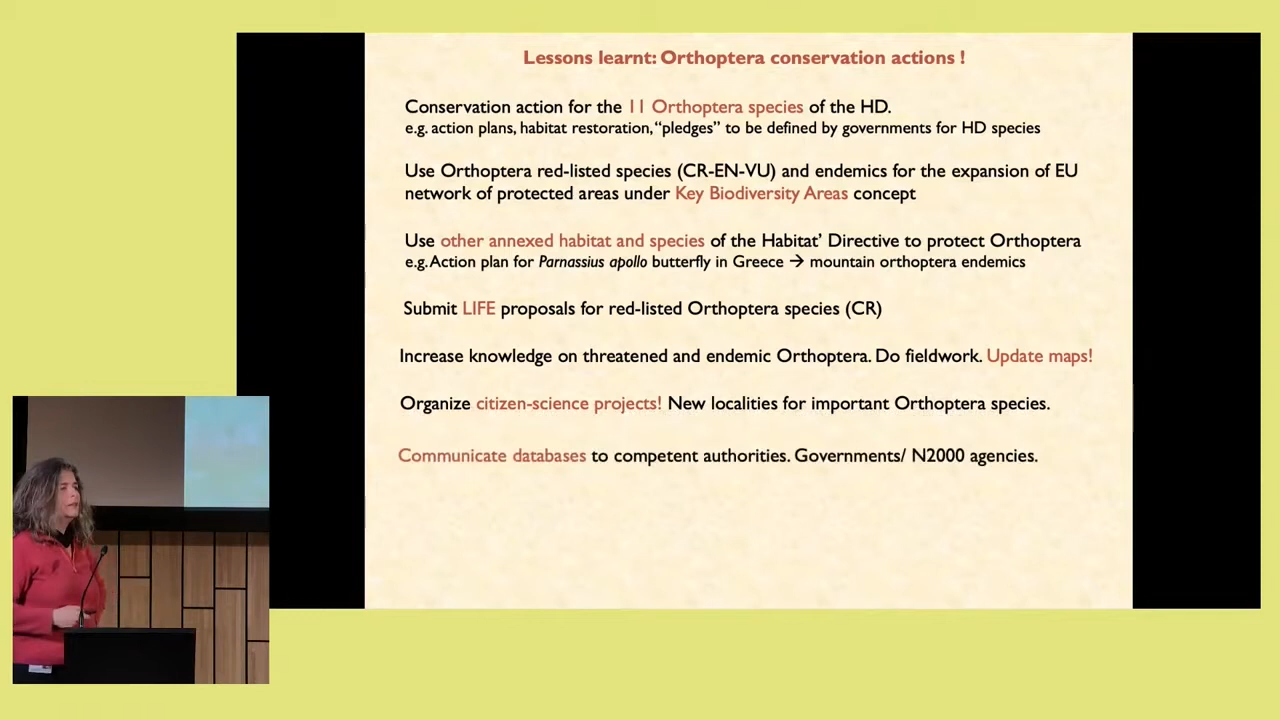 Lessons learnt: Orthoptera conservation actions !
Conservation action for the 11 Orthoptera species of the HD.
e.g. action plans, habitat restoration, “pledges” to be defined by governments for HD species
Use Orthoptera red-listed species (CR-EN-VU) and endemics for the expansion of EU
network of protected areas under Key Biodiversity Areas concept
Use other annexed habitat and species of the Habitat’ Directive to protect Orthoptera
e.g. Action plan for Parnassius apollo butterfly in Greece → mountain orthoptera endemics
Submit LIFE proposals for red-listed Orthoptera species (CR)
Increase knowledge on threatened and endemic Orthoptera. Do fieldwork. Update maps!
Organize citizen-science projects! New localities for important Orthoptera species.
Communicate databases to competent authorities. Governments/ N2000 agencies.